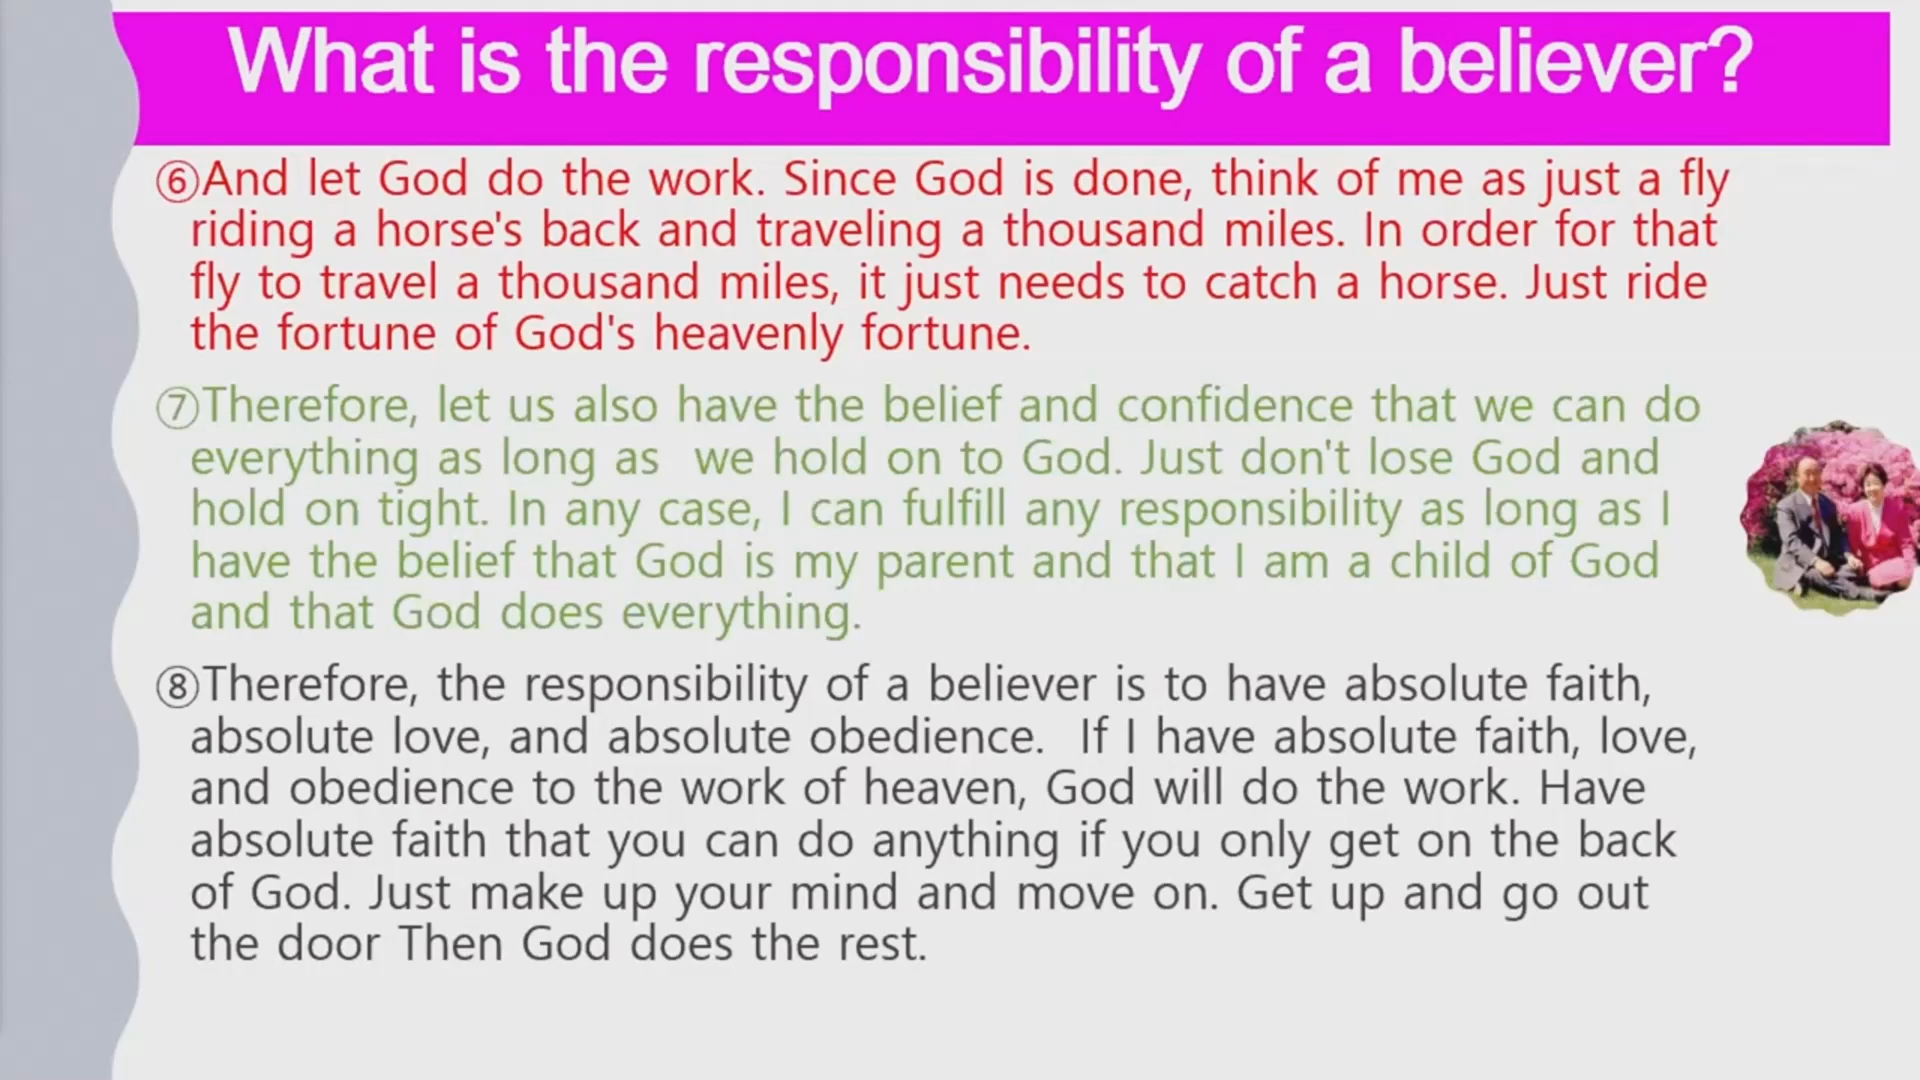 What is the responsibility of a believer?
⑥And let God do the work. Since God is done, think of me as just a fly
riding a horse's back and traveling a thousand miles. In order for that
fly to travel a thousand miles, it just needs to catch a horse. Just ride
the fortune of God's heavenly fortune.
⑦Therefore, let us also have the belief and confidence that we can do
everything as long as  we hold on to God. Just don't lose God and
hold on tight. In any case, I can fulfill any responsibility as long as I
have the belief that God is my parent and that I am a child of God
and that God does everything.
⑧Therefore, the responsibility of a believer is to have absolute faith,
absolute love, and absolute obedience.  If I have absolute faith, love,
and obedience to the work of heaven, God will do the work. Have
absolute faith that you can do anything if you only get on the back
of God. Just make up your mind and move on. Get up and go out
the door Then God does the rest.